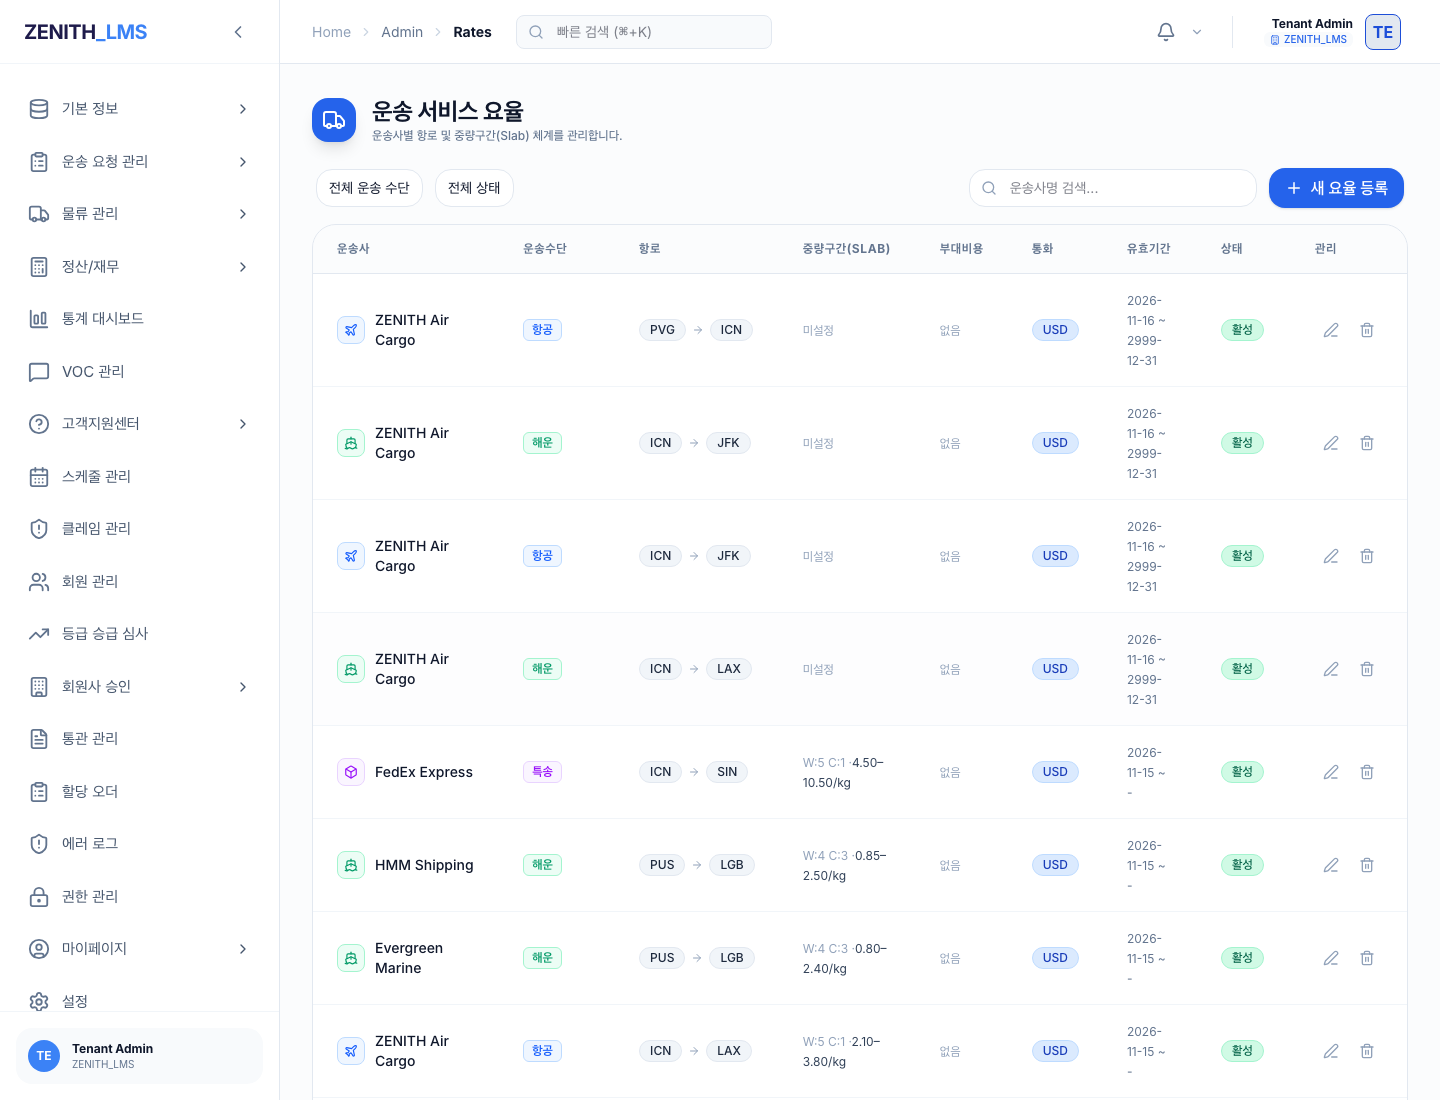 ZENITH_LMS
Home
Admin
Rates
빠른 검색 (⌘+K)
Tenant Admin
ZENITH_LMS
TE
기본 정보
운송 요청 관리
물류 관리
정산/재무
통계 대시보드
VOC 관리
고객지원센터
스케줄 관리
클레임 관리
회원 관리
등급 승급 심사
회원사 승인
통관 관리
할당 오더
에러 로그
권한 관리
마이페이지
설정
TE
Tenant Admin
ZENITH_LMS
운송 서비스 요율
운송사별 항로 및 중량구간(Slab) 체계를 관리합니다.
전체 운송 수단
전체 상태
운송사명 검색...
새 요율 등록
운송사 운송수단 항로 중량구간(SLAB) 부대비용 통화 유효기간 상태 관리
ZENITH Air
Cargo
항공
PVG → ICN
미설정
없음
USD
2026-
11-16 ~
2999-
12-31
활성
ZENITH Air
Cargo
해운
ICN → JFK
미설정
없음
USD
2026-
11-16 ~
2999-
12-31
활성
ZENITH Air
Cargo
항공
ICN → JFK
미설정
없음
USD
2026-
11-16 ~
2999-
12-31
활성
ZENITH Air
Cargo
해운
ICN → LAX
미설정
없음
USD
2026-
11-16 ~
2999-
12-31
활성
FedEx Express
특송
ICN → SIN
W:5 C:1 ·4.50–
10.50/kg
없음
USD
2026-
11-15 ~
-
활성
HMM Shipping
해운
PUS → LGB
W:4 C:3 ·0.85–
2.50/kg
없음
USD
2026-
11-15 ~
-
활성
Evergreen
Marine
해운
PUS → LGB
W:4 C:3 ·0.80–
2.40/kg
없음
USD
2026-
11-15 ~
-
활성
ZENITH Air
Cargo
항공
ICN → LAX
W:5 C:1 ·2.10–
3.80/kg
없음
USD
2026-
11-15 ~
-
활성